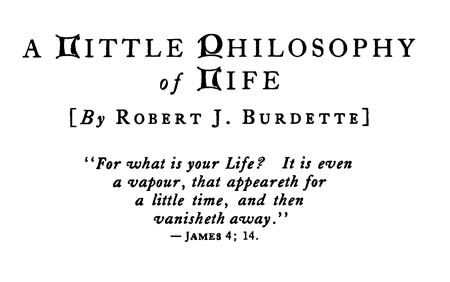 A LITTLE PHILOSOPHY
of LIFE
[By ROBERT J. BURDETTE]
"For what is your Life? It is even
a vapour, that appeareth for
a little time, and then
vanisheth away."
—JAMES 4; 14.